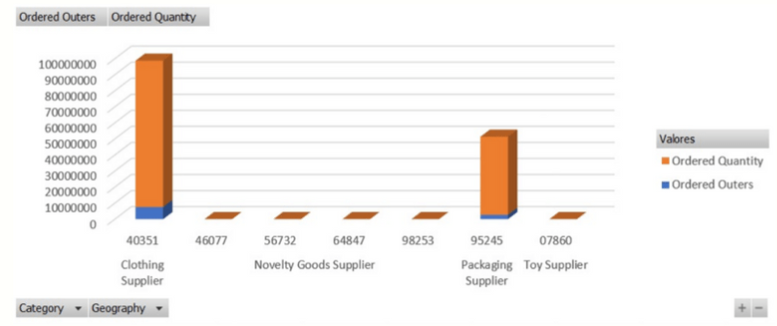 Ordered Outers Ordered Quantity
100000000
90000000
80000000
70000000
60000000
50000000
40000000
30000000
20000000
10000000
0
40351 46077 56732 64847 98253 95245 07860
Clothing Supplier Novelty Goods Supplier Packaging Supplier Toy Supplier
Valores
Ordered Quantity
Ordered Outers
Category Geography
+ −